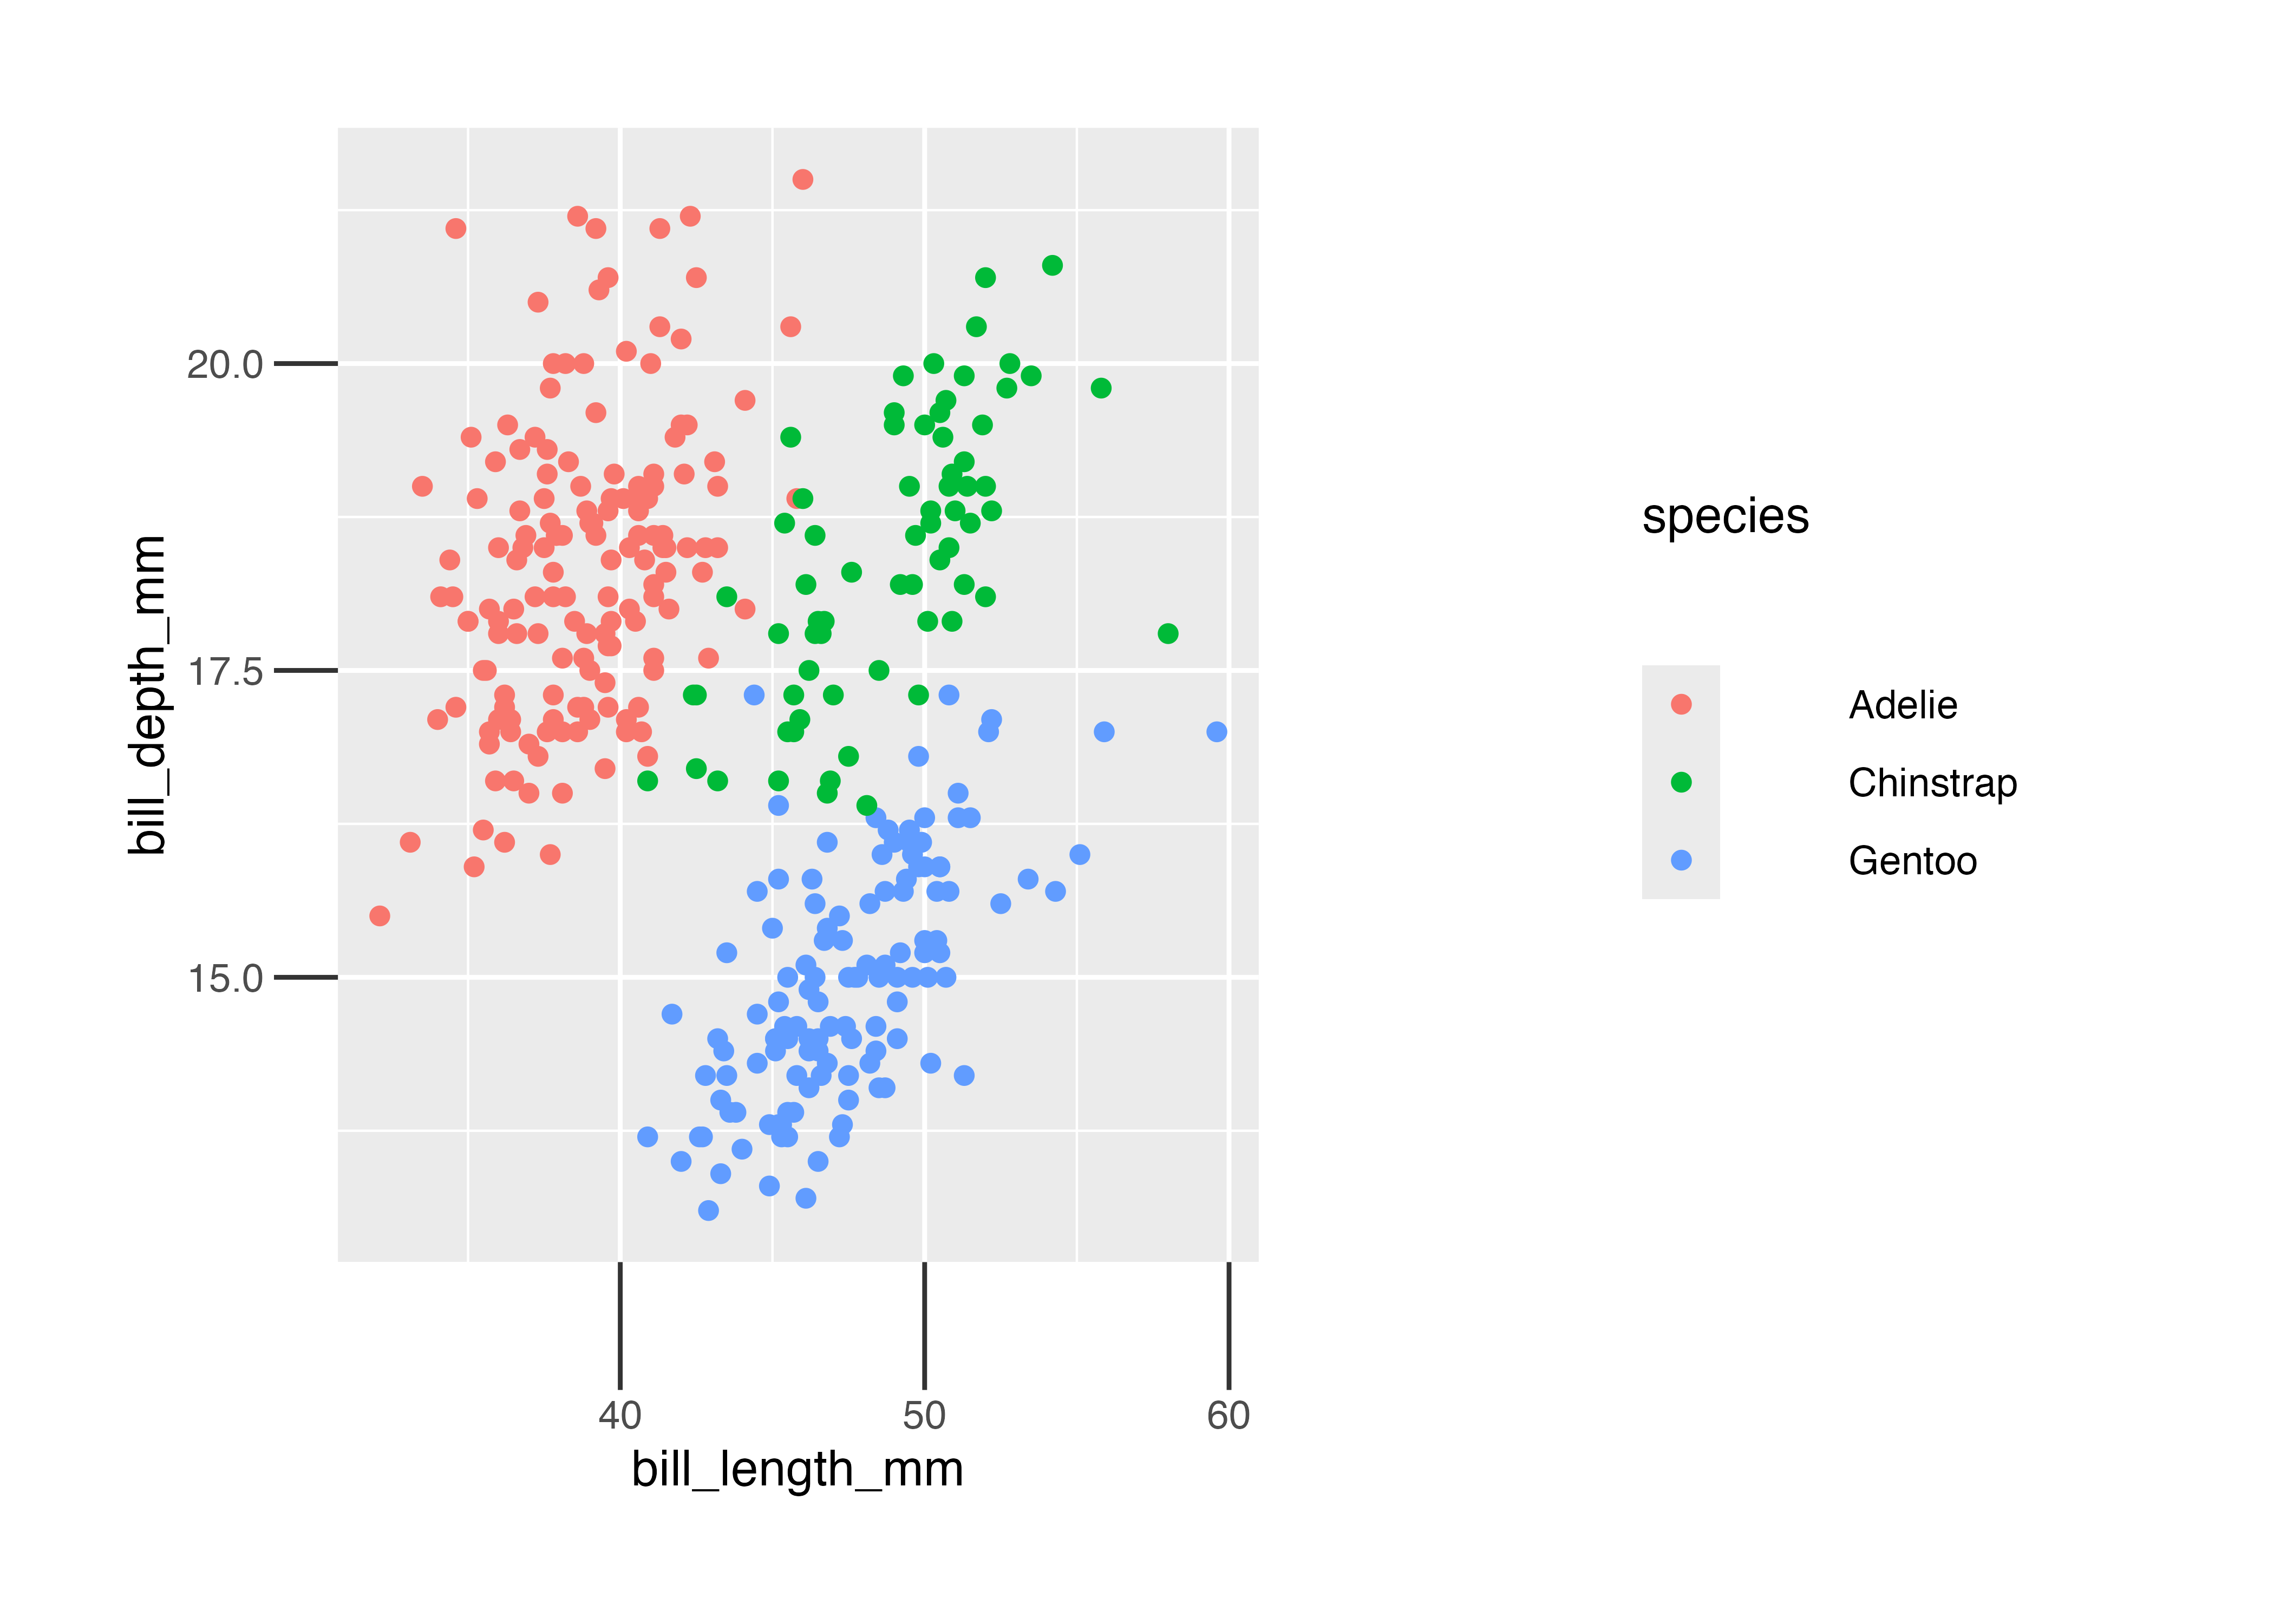 bill_depth_mm
20.0
17.5
15.0
40 50 60
bill_length_mm
species
Adelie
Chinstrap
Gentoo